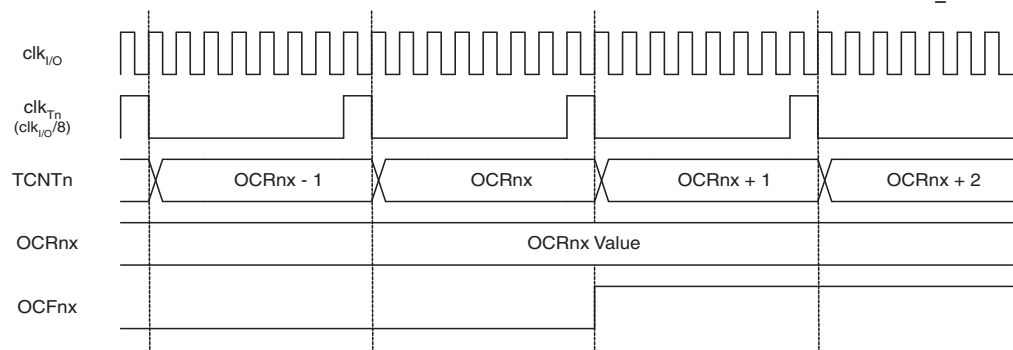 clkI/O
clkTn
(clkI/O/8)
TCNTn OCRnx - 1 OCRnx OCRnx + 1 OCRnx + 2
OCRnx OCRnx Value
OCFnx